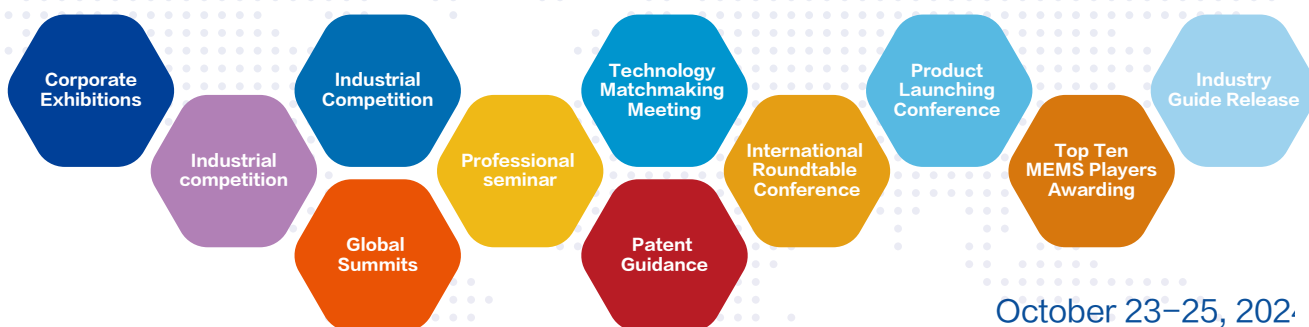 Corporate
Exhibitions
Industrial
competition
Industrial
Competition
Global
Summits
Professional
seminar
Technology
Matchmaking
Meeting
Patent
Guidance
International
Roundtable
Conference
Product
Launching
Conference
Top Ten
MEMS Players
Awarding
Industry
Guide Release
October 23-25, 2024